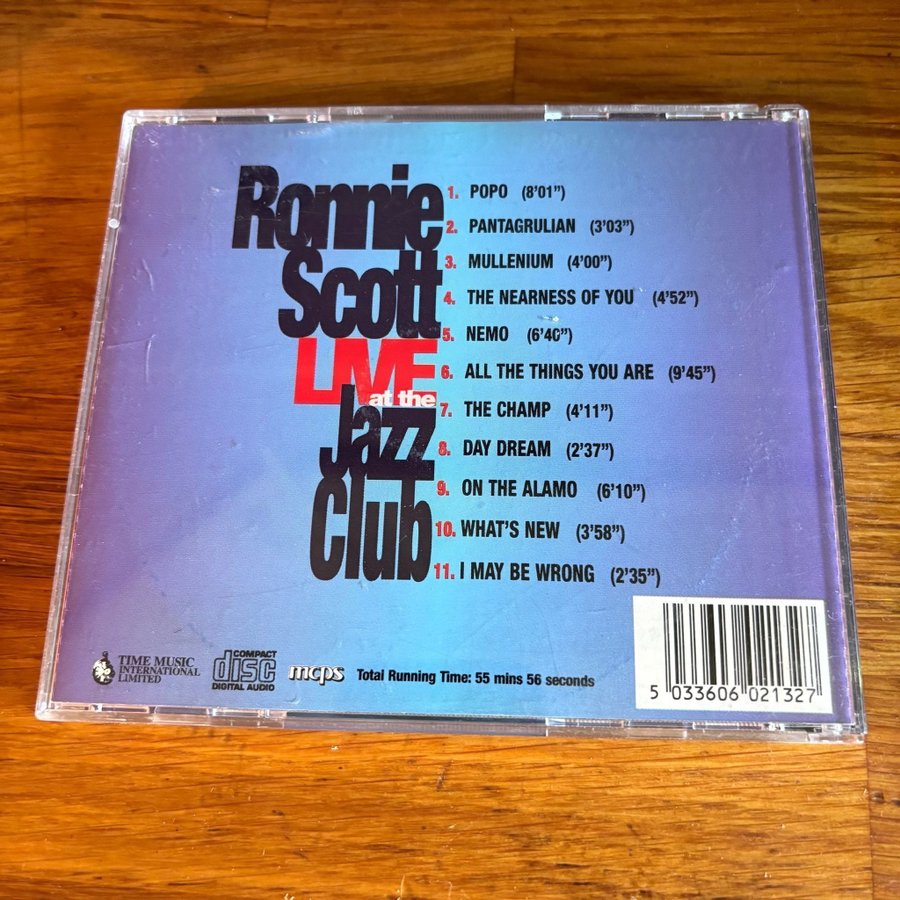 Ronnie
Scott
LIVE
at the
Jazz
Club
1. POPO (8'01")
2. PANTAGRULIAN (3'03")
3. MULLENIUM (4'00")
4. THE NEARNESS OF YOU (4'52")
5. NEMO (6'40")
6. ALL THE THINGS YOU ARE (9'45")
7. THE CHAMP (4'11")
8. DAY DREAM (2'37")
9. ON THE ALAMO (6'10")
10. WHAT'S NEW (3'58")
11. I MAY BE WRONG (2'35")
TIME MUSIC
INTERNATIONAL
LIMITED
COMPACT
disc
DIGITAL AUDIO
mcps
Total Running Time: 55 mins 56 seconds
5 033606 021327